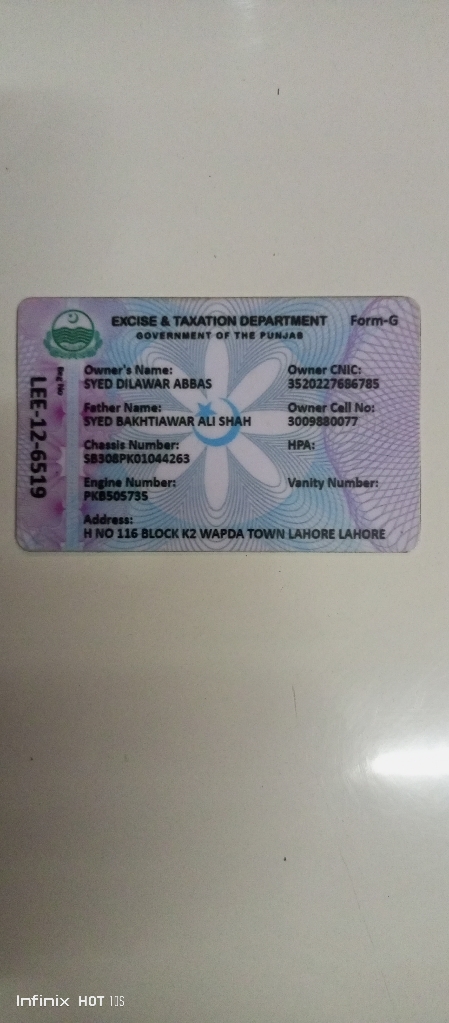 EXCISE & TAXATION DEPARTMENT Form-G
GOVERNMENT OF THE PUNJAB
Reg No
LEE-12-6519
Owner's Name: Owner CNIC:
SYED DILAWAR ABBAS 3520227686785
Father Name: Owner Cell No:
SYED BAKHTIAWAR ALI SHAH 3009880077
Chassis Number: HPA:
SB308PK01044263
Engine Number: Vanity Number:
PKB505735
Address:
H NO 116 BLOCK K2 WAPDA TOWN LAHORE LAHORE
Infinix HOT 10S